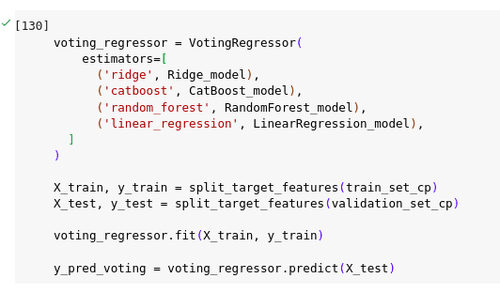 [130]
voting_regressor = VotingRegressor(
estimators=[
('ridge', Ridge_model),
('catboost', CatBoost_model),
('random_forest', RandomForest_model),
('linear_regression', LinearRegression_model),
]
)
X_train, y_train = split_target_features(train_set_cp)
X_test, y_test = split_target_features(validation_set_cp)
voting_regressor.fit(X_train, y_train)
y_pred_voting = voting_regressor.predict(X_test)